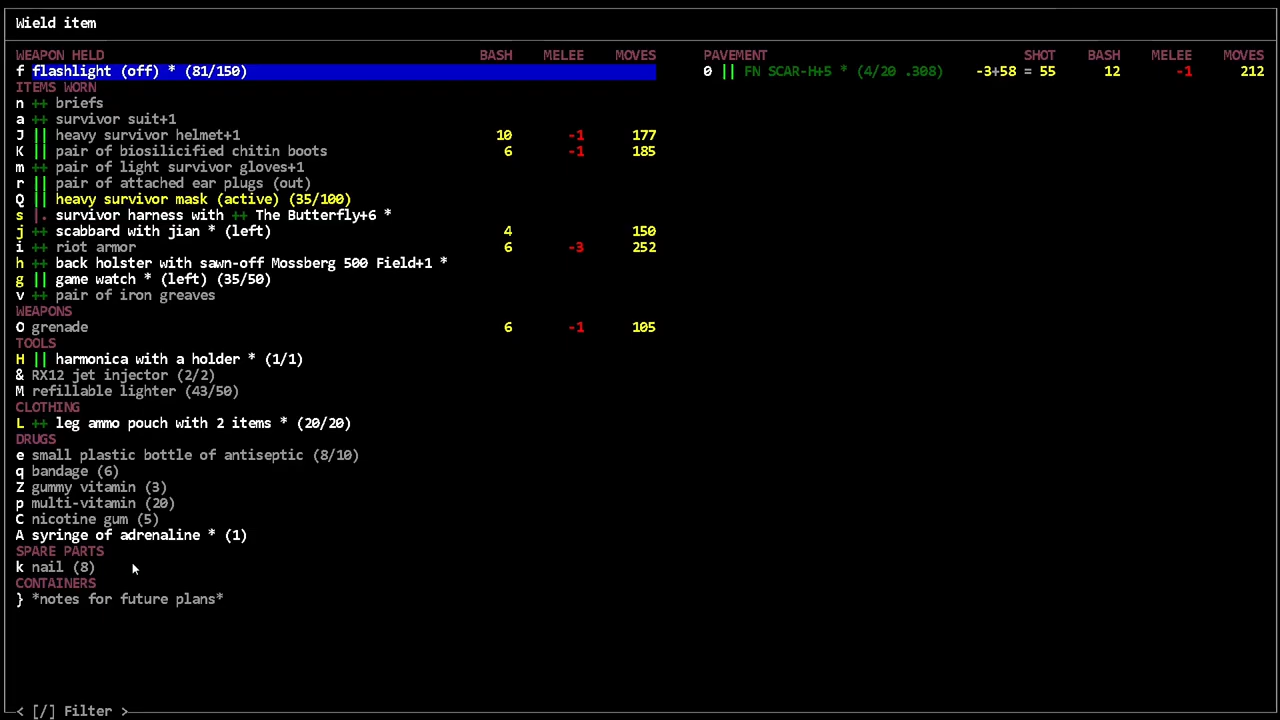 Wield item
WEAPON HELD BASH MELEE MOVES PAVEMENT SHOT BASH MELEE MOVES
f flashlight (off) * (81/150) 0 || FN SCAR-H+5 * (4/20 .308) -3+58 = 55 12 -1 212
ITEMS WORN
n ++ briefs
a ++ survivor suit+1
J || heavy survivor helmet+1 10 -1 177
K || pair of biosilicified chitin boots 6 -1 185
m ++ pair of light survivor gloves+1
r || pair of attached ear plugs (out)
Q || heavy survivor mask (active) (35/100)
s |. survivor harness with ++ The Butterfly+6 *
j ++ scabbard with jian * (left) 4 150
i ++ riot armor 6 -3 252
h ++ back holster with sawn-off Mossberg 500 Field+1 *
g || game watch * (left) (35/50)
v ++ pair of iron greaves
WEAPONS
O grenade 6 -1 105
TOOLS
H || harmonica with a holder * (1/1)
& RX12 jet injector (2/2)
M refillable lighter (43/50)
CLOTHING
L ++ leg ammo pouch with 2 items * (20/20)
DRUGS
e small plastic bottle of antiseptic (8/10)
q bandage (6)
Z gummy vitamin (3)
p multi-vitamin (20)
C nicotine gum (5)
A syringe of adrenaline * (1)
SPARE PARTS
k nail (8)
CONTAINERS
} *notes for future plans*
< [/] Filter >